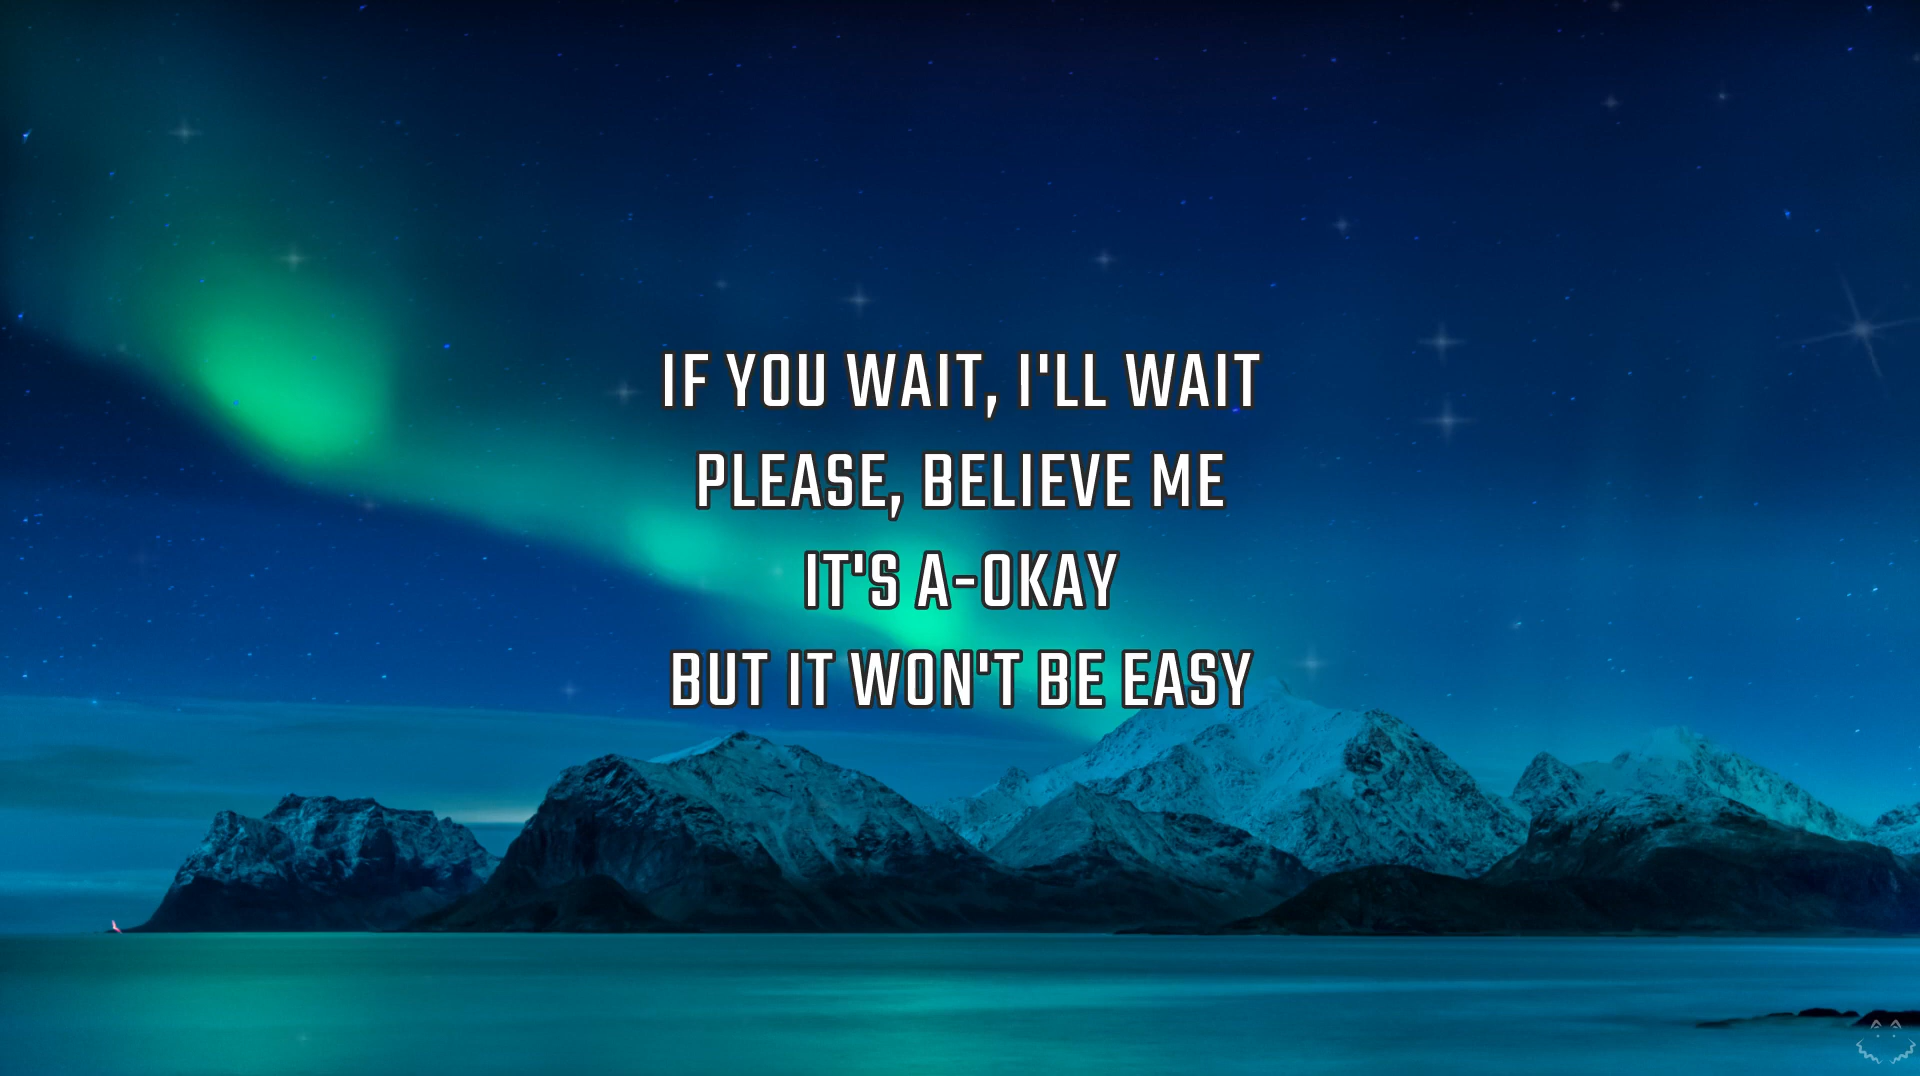 IF YOU WAIT, I'LL WAIT
PLEASE, BELIEVE ME
IT'S A-OKAY
BUT IT WON'T BE EASY